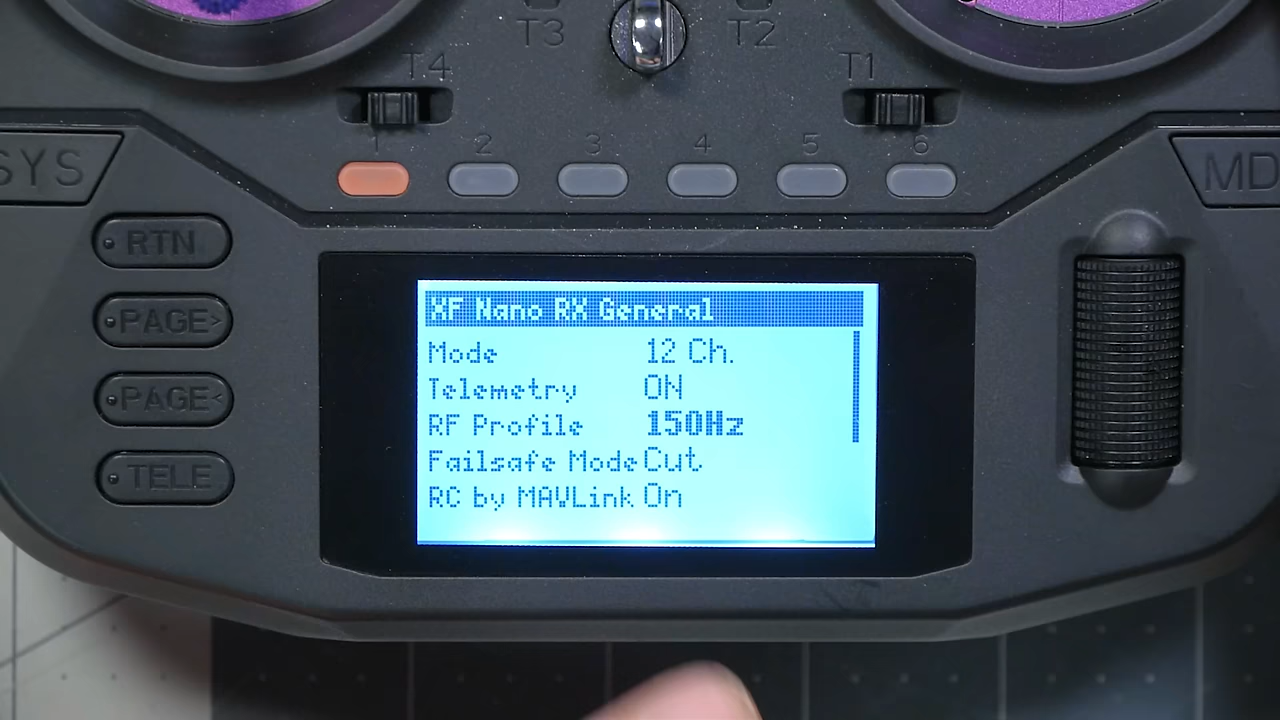 T3 T2
T4 T1
1 2 3 4 5 6
SYS
MD
RTN
PAGE>
PAGE<
TELE
XF Nano RX General
Mode 12 Ch.
Telemetry ON
RF Profile 150Hz
Failsafe Mode Cut
RC by MAVLink On